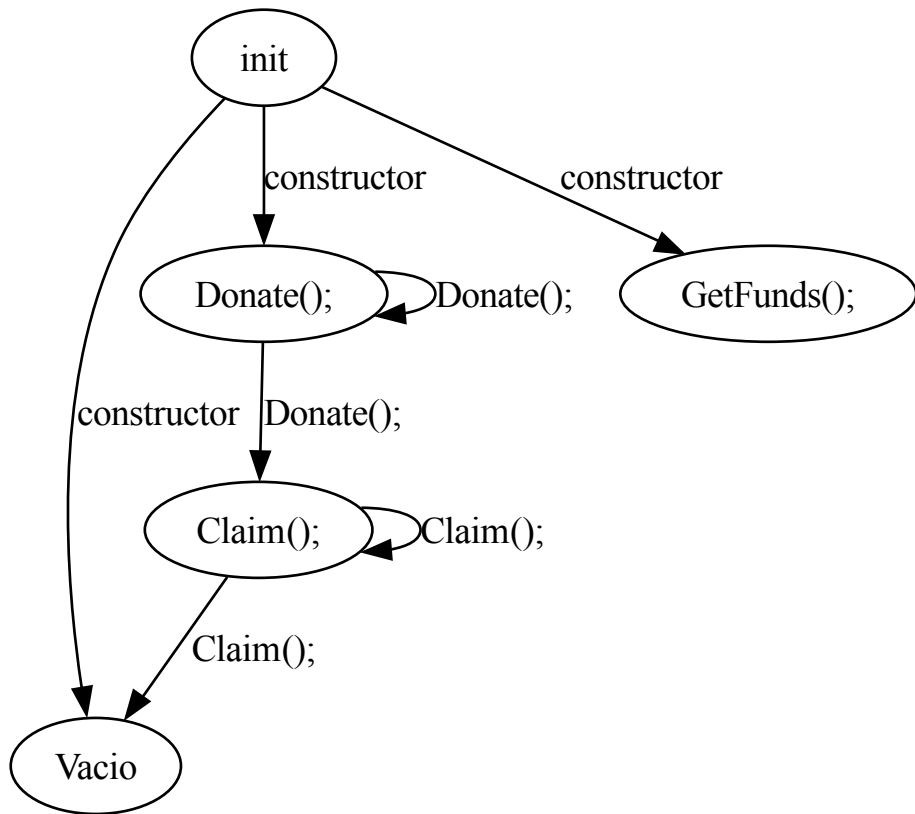 init
constructor
constructor
Donate();
Donate();
GetFunds();
constructor
Donate();
Claim();
Claim();
Claim();
Vacio